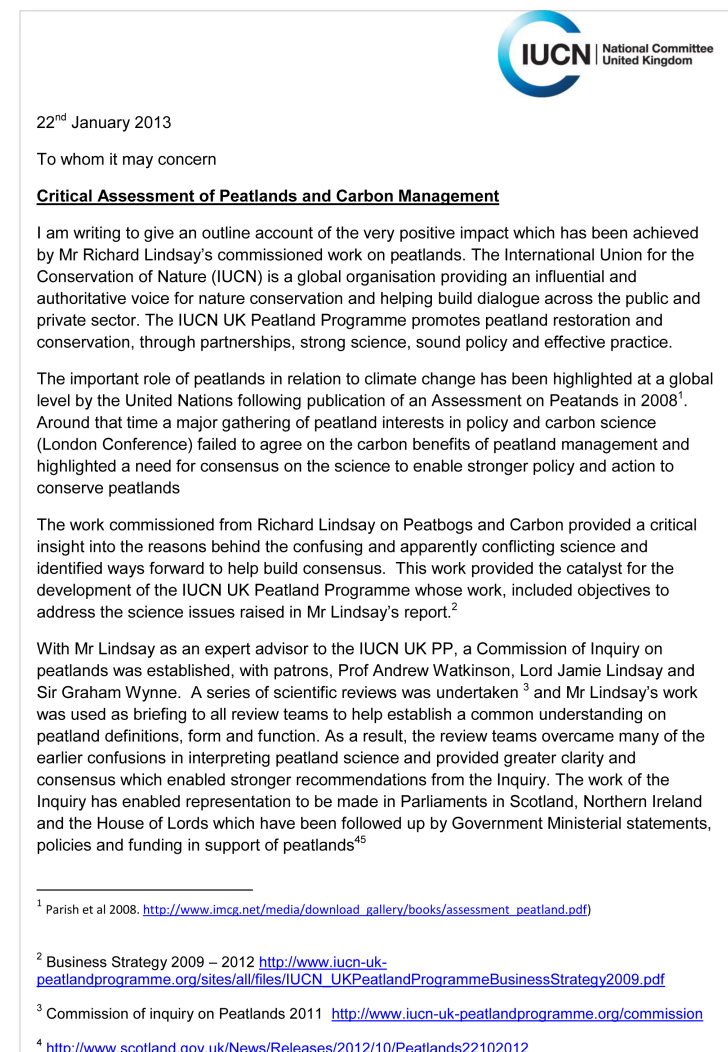 IUCN | National Committee
United Kingdom
22nd January 2013
To whom it may concern
Critical Assessment of Peatlands and Carbon Management
I am writing to give an outline account of the very positive impact which has been achieved
by Mr Richard Lindsay's commissioned work on peatlands. The International Union for the
Conservation of Nature (IUCN) is a global organisation providing an influential and
authoritative voice for nature conservation and helping build dialogue across the public and
private sector. The IUCN UK Peatland Programme promotes peatland restoration and
conservation, through partnerships, strong science, sound policy and effective practice.
The important role of peatlands in relation to climate change has been highlighted at a global
level by the United Nations following publication of an Assessment on Peatands in 2008¹.
Around that time a major gathering of peatland interests in policy and carbon science
(London Conference) failed to agree on the carbon benefits of peatland management and
highlighted a need for consensus on the science to enable stronger policy and action to
conserve peatlands
The work commissioned from Richard Lindsay on Peatbogs and Carbon provided a critical
insight into the reasons behind the confusing and apparently conflicting science and
identified ways forward to help build consensus.  This work provided the catalyst for the
development of the IUCN UK Peatland Programme whose work, included objectives to
address the science issues raised in Mr Lindsay's report.²
With Mr Lindsay as an expert advisor to the IUCN UK PP, a Commission of Inquiry on
peatlands was established, with patrons, Prof Andrew Watkinson, Lord Jamie Lindsay and
Sir Graham Wynne.  A series of scientific reviews was undertaken ³ and Mr Lindsay's work
was used as briefing to all review teams to help establish a common understanding on
peatland definitions, form and function. As a result, the review teams overcame many of the
earlier confusions in interpreting peatland science and provided greater clarity and
consensus which enabled stronger recommendations from the Inquiry. The work of the
Inquiry has enabled representation to be made in Parliaments in Scotland, Northern Ireland
and the House of Lords which have been followed up by Government Ministerial statements,
policies and funding in support of peatlands⁴⁵
¹ Parish et al 2008. http://www.imcg.net/media/download_gallery/books/assessment_peatland.pdf)
² Business Strategy 2009 – 2012 http://www.iucn-uk-
peatlandprogramme.org/sites/all/files/IUCN_UKPeatlandProgrammeBusinessStrategy2009.pdf
³ Commission of inquiry on Peatlands 2011  http://www.iucn-uk-peatlandprogramme.org/commission
⁴ http://www.scotland.gov.uk/News/Releases/2012/10/Peatlands22102012